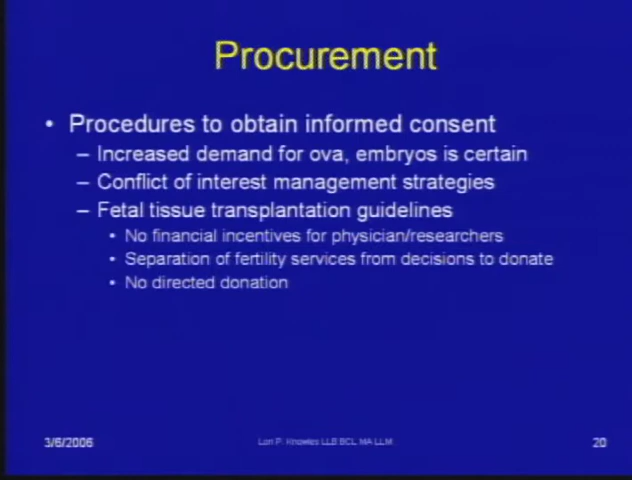 Procurement
• Procedures to obtain informed consent
– Increased demand for ova, embryos is certain
– Conflict of interest management strategies
– Fetal tissue transplantation guidelines
• No financial incentives for physician/researchers
• Separation of fertility services from decisions to donate
• No directed donation
3/6/2006
Lori P. Knowles LLB BCL MA LLM
20